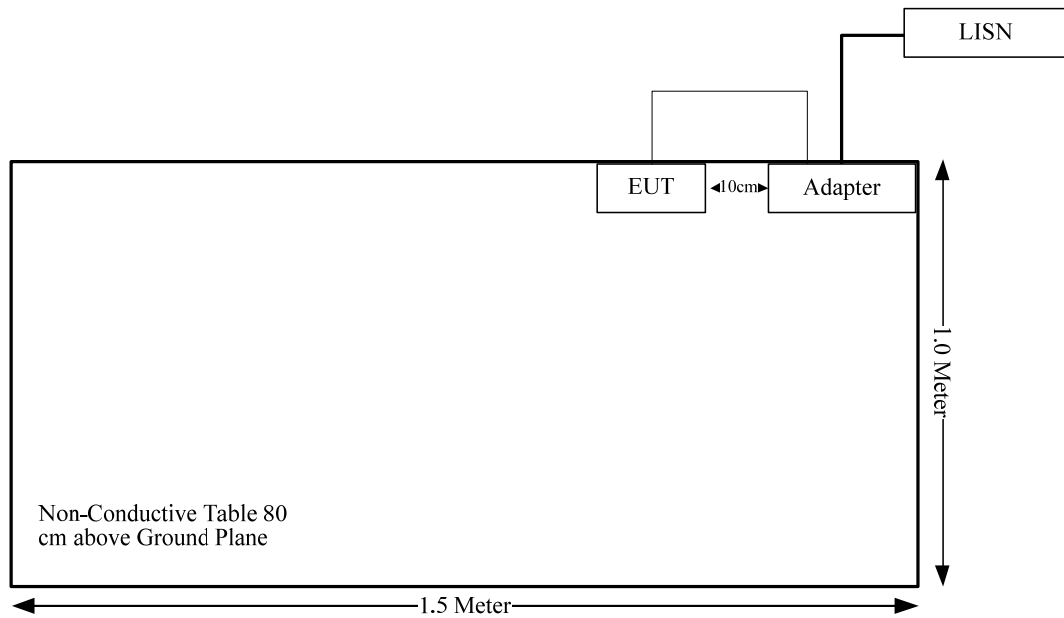 LISN
EUT
10cm
Adapter
1.0 Meter
Non-Conductive Table 80
cm above Ground Plane
1.5 Meter